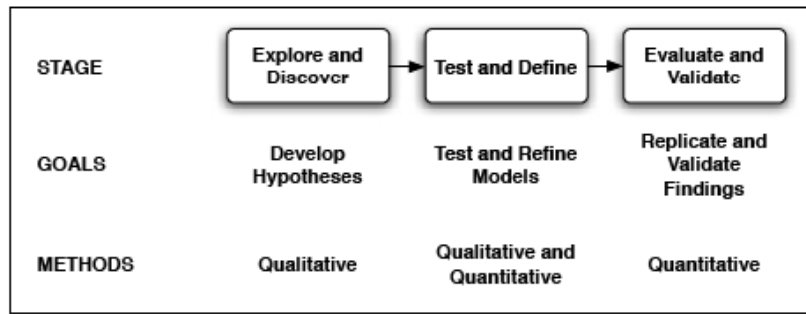 STAGE
Explore and
Discover
Test and Define
Evaluate and
Validate
GOALS
Develop
Hypotheses
Test and Refine
Models
Replicate and
Validate
Findings
METHODS
Qualitative
Qualitative and
Quantitative
Quantitative